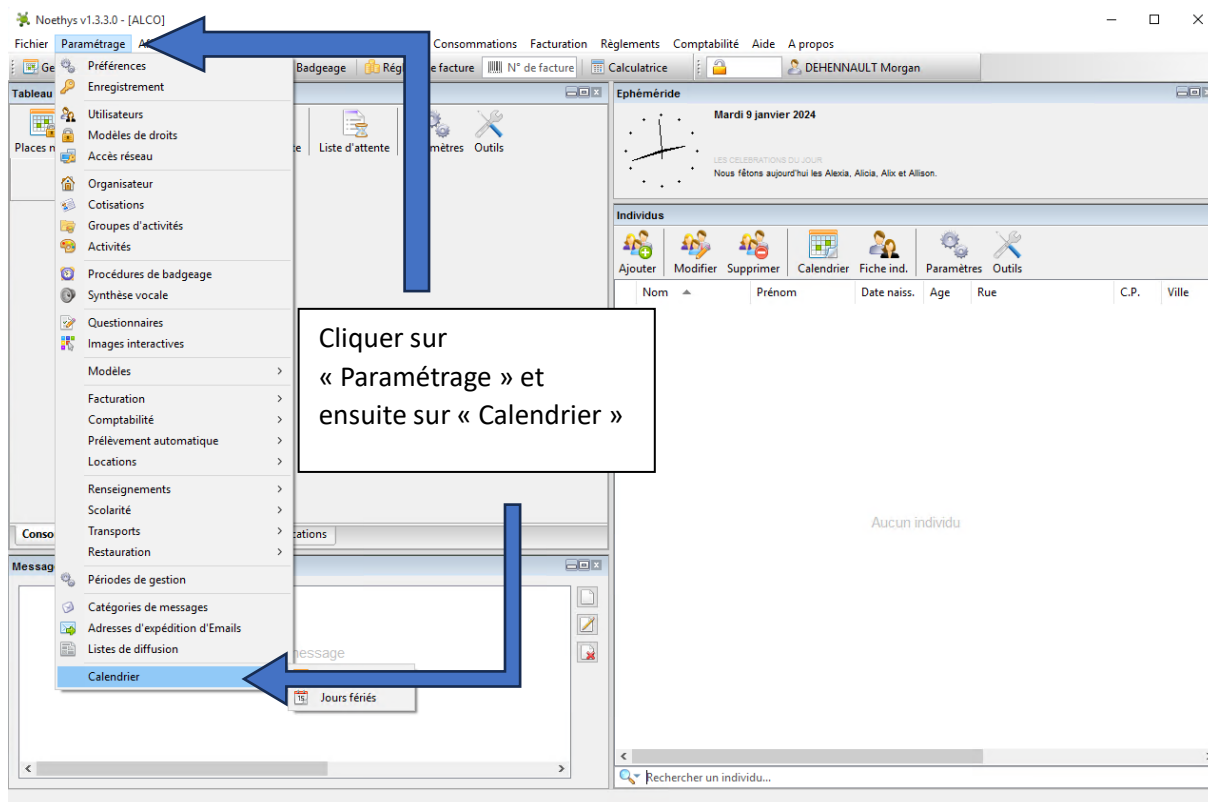 Noethys v1.3.3.0 - [ALCO]
Fichier Paramétrage Consommations Facturation Règlements Comptabilité Aide A propos
Badgeage de facture N° de facture Calculatrice DEHENNAULT Morgan
Tableau
Places
Liste d'attente Outils
Préférences
Enregistrement
Utilisateurs
Modèles de droits
Accès réseau
Organisateur
Cotisations
Groupes d'activités
Activités
Procédures de badgeage
Synthèse vocale
Questionnaires
Images interactives
Modèles
Facturation
Comptabilité
Prélèvement automatique
Locations
Renseignements
Scolarité
Transports
Restauration
Périodes de gestion
Catégories de messages
Adresses d'expédition d'Emails
Listes de diffusion
Calendrier
Jours fériés
Cliquer sur
« Paramétrage » et
ensuite sur « Calendrier »
Ephéméride
Mardi 9 janvier 2024
LES CELEBRATIONS DU JOUR
Nous fêtons aujourd'hui les Alexia, Alicia, Alix et Allison.
Individus
Ajouter Modifier Supprimer Calendrier Fiche ind. Paramètres Outils
Nom Prénom Date naiss. Age Rue C.P. Ville
Aucun individu
Rechercher un individu...